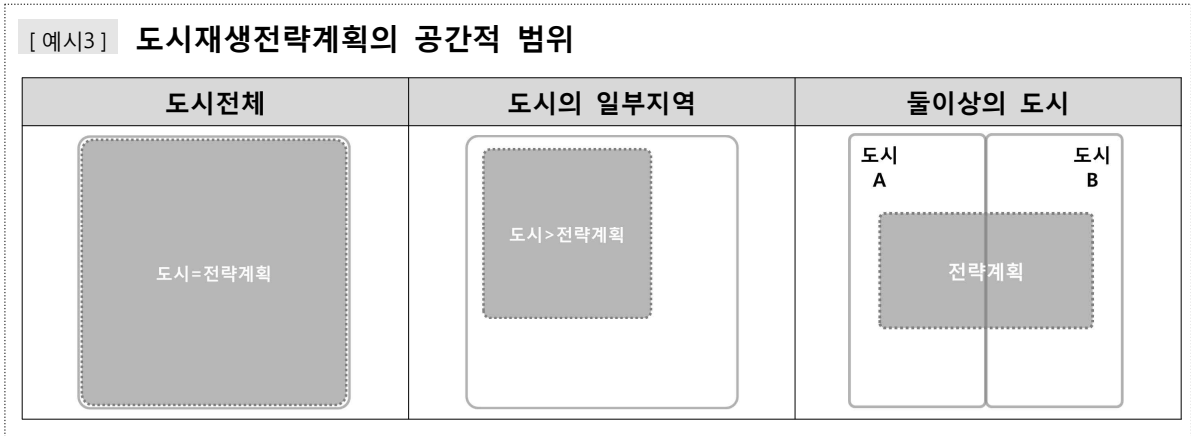 [예시3] 도시재생전략계획의 공간적 범위
도시전체 도시의 일부지역 둘이상의 도시
도시=전략계획
도시>전략계획
도시 A
도시 B
전략계획